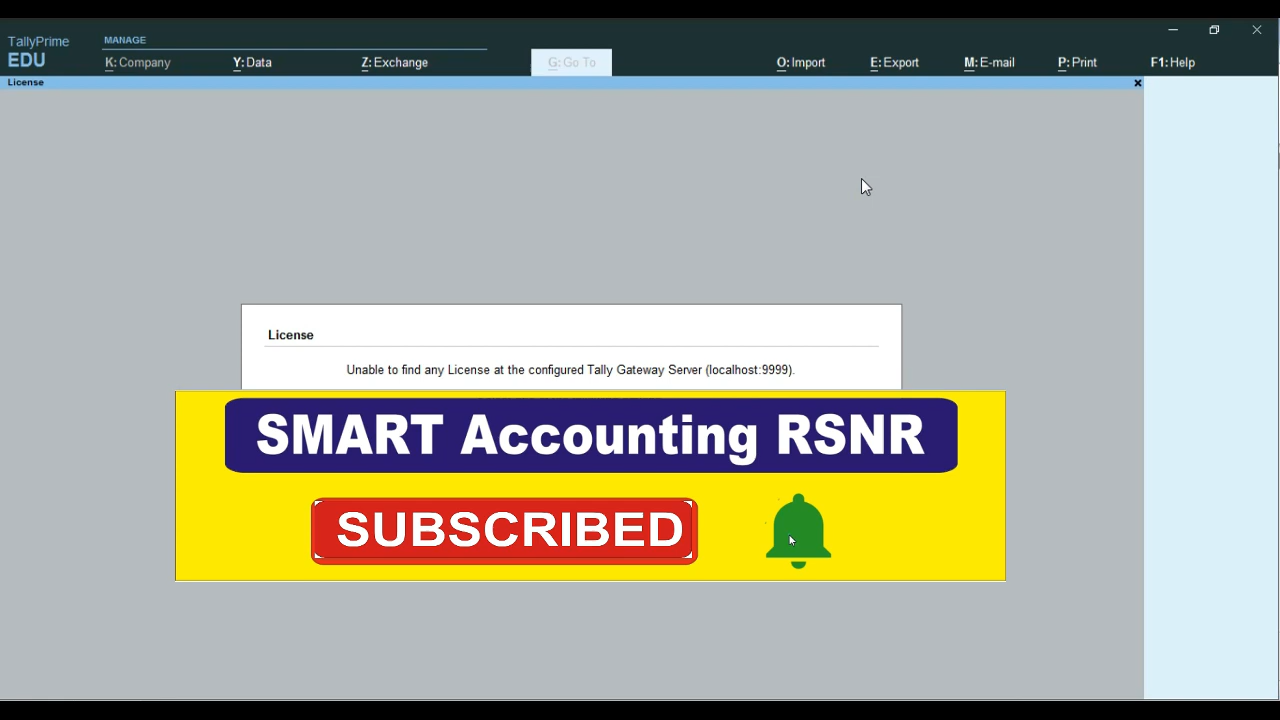 TallyPrime
EDU
MANAGE
K: Company
Y: Data
Z: Exchange
G: Go To
O: Import
E: Export
M: E-mail
P: Print
F1: Help
License
License
Unable to find any License at the configured Tally Gateway Server (localhost:9999).
SMART Accounting RSNR
SUBSCRIBED